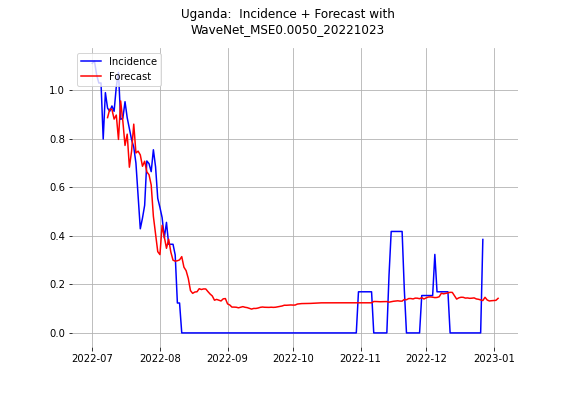 Uganda:  Incidence + Forecast with
WaveNet_MSE0.0050_20221023
Incidence
Forecast
1.0
0.8
0.6
0.4
0.2
0.0
2022-07 2022-08 2022-09 2022-10 2022-11 2022-12 2023-01